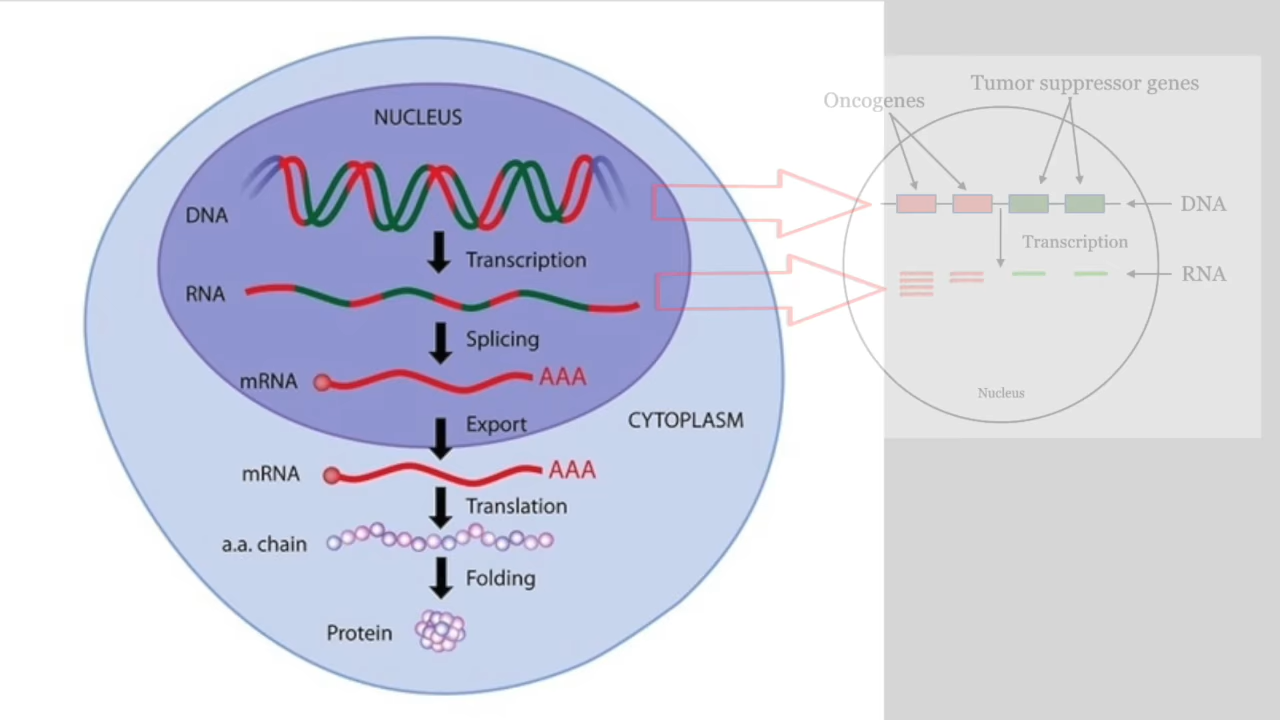 NUCLEUS
DNA
Transcription
RNA
Splicing
mRNA
AAA
Export
CYTOPLASM
mRNA
AAA
Translation
a.a. chain
Folding
Protein
Oncogenes
Tumor suppressor genes
DNA
Transcription
RNA
Nucleus